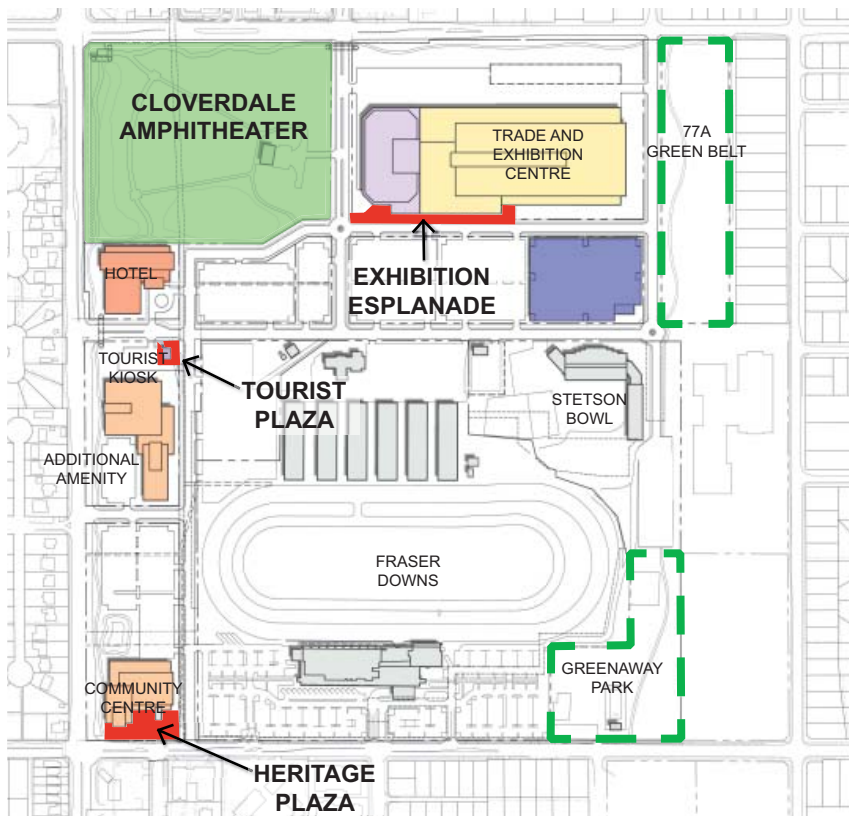 CLOVERDALE
AMPHITHEATER
TRADE AND
EXHIBITION
CENTRE
77A
GREEN BELT
HOTEL
EXHIBITION
ESPLANADE
TOURIST
KIOSK
TOURIST
PLAZA
STETSON
BOWL
ADDITIONAL
AMENITY
FRASER
DOWNS
GREENAWAY
PARK
COMMUNITY
CENTRE
HERITAGE
PLAZA